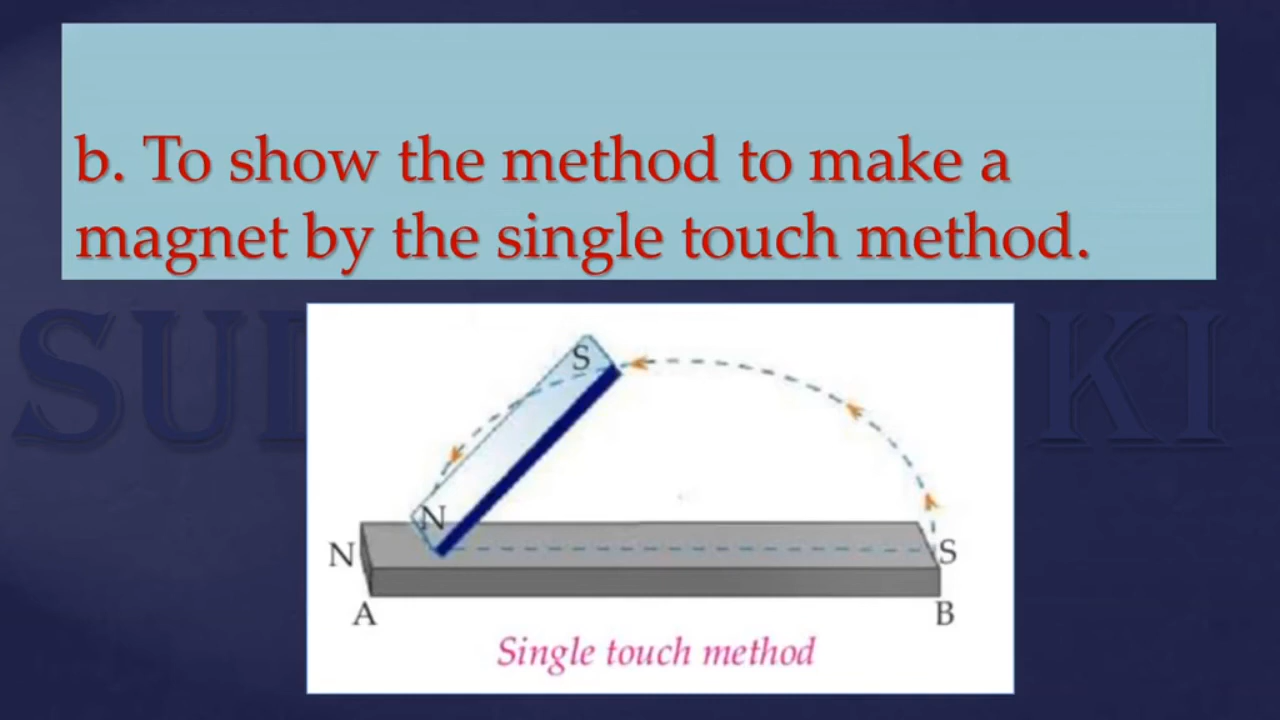 b. To show the method to make a
magnet by the single touch method.
S
N
N
S
A
B
Single touch method